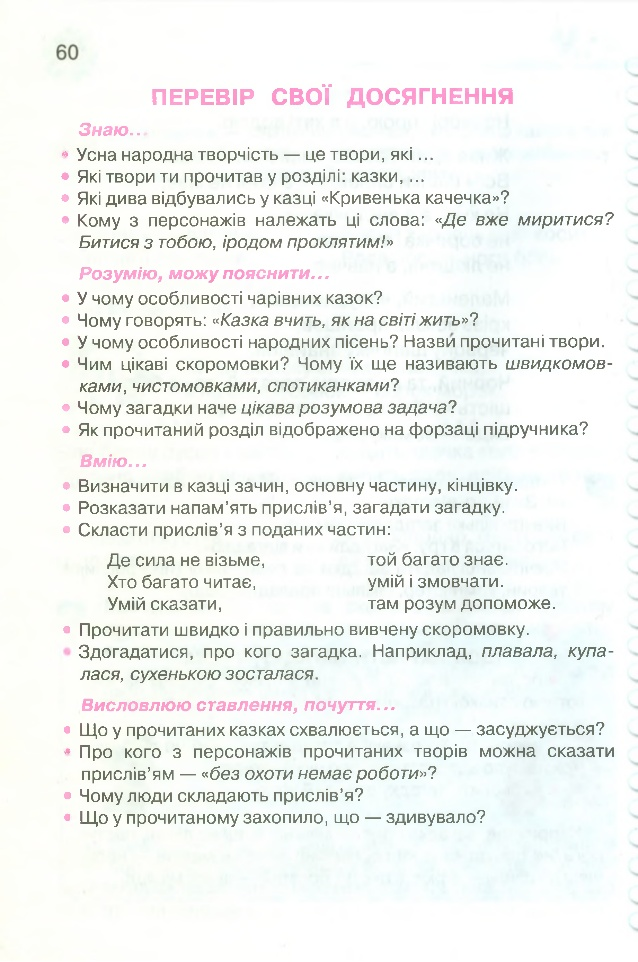 60
ПЕРЕВІР СВОЇ ДОСЯГНЕННЯ
Знаю...
• Усна народна творчість — це твори, які ...
• Які твори ти прочитав у розділі: казки, ...
• Які дива відбувались у казці «Кривенька качечка»?
• Кому з персонажів належать ці слова: «Де вже миритися?
Битися з тобою, іродом проклятим!»
Розумію, можу пояснити...
• У чому особливості чарівних казок?
• Чому говорять: «Казка вчить, як на світі жить»?
• У чому особливості народних пісень? Назви́ прочитані твори.
• Чим цікаві скоромовки? Чому їх ще називають швидкомов-
ками, чистомовками, спотиканками?
• Чому загадки наче цікава розумова задача?
• Як прочитаний розділ відображено на форзаці підручника?
Вмію...
• Визначити в казці зачин, основну частину, кінцівку.
• Розказати напам’ять прислів’я, загадати загадку.
• Скласти прислів’я з поданих частин:
Де сила не візьме, той багато знає.
Хто багато читає, умій і змовчати.
Умій сказати, там розум допоможе.
• Прочитати швидко і правильно вивчену скоромовку.
• Здогадатися, про кого загадка. Наприклад, плавала, купа-
лася, сухенькою зосталася.
Висловлюю ставлення, почуття...
• Що у прочитаних казках схвалюється, а що — засуджується?
• Про кого з персонажів прочитаних творів можна сказати
прислів’ям — «без охоти немає роботи»?
• Чому люди складають прислів’я?
• Що у прочитаному захопило, що — здивувало?